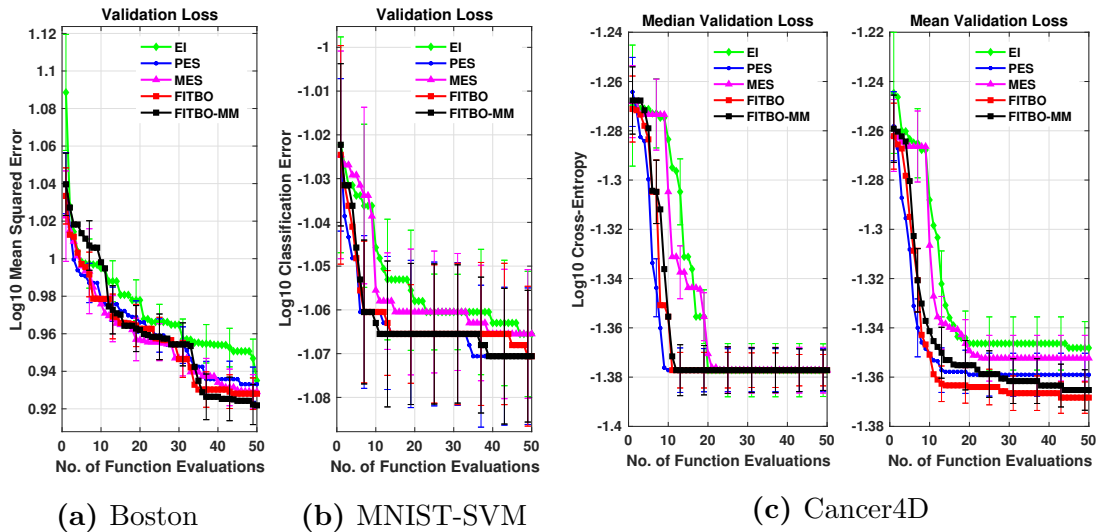 Validation Loss
1.12
1.1
1.08
1.06
1.04
1.02
1
0.98
0.96
0.94
0.92
Log10 Mean Squared Error
EI
PES
MES
FITBO
FITBO-MM
0 10 20 30 40 50
No. of Function Evaluations
(a) Boston
Validation Loss
-1
-1.01
-1.02
-1.03
-1.04
-1.05
-1.06
-1.07
-1.08
Log10 Classification Error
EI
PES
MES
FITBO
FITBO-MM
0 10 20 30 40 50
No. of Function Evaluations
(b) MNIST-SVM
Median Validation Loss
-1.24
-1.26
-1.28
-1.3
-1.32
-1.34
-1.36
-1.38
-1.4
Log10 Cross-Entropy
EI
PES
MES
FITBO
FITBO-MM
0 10 20 30 40 50
No. of Function Evaluations
Mean Validation Loss
-1.22
-1.24
-1.26
-1.28
-1.3
-1.32
-1.34
-1.36
-1.38
EI
PES
MES
FITBO
FITBO-MM
0 10 20 30 40 50
No. of Function Evaluations
(c) Cancer4D